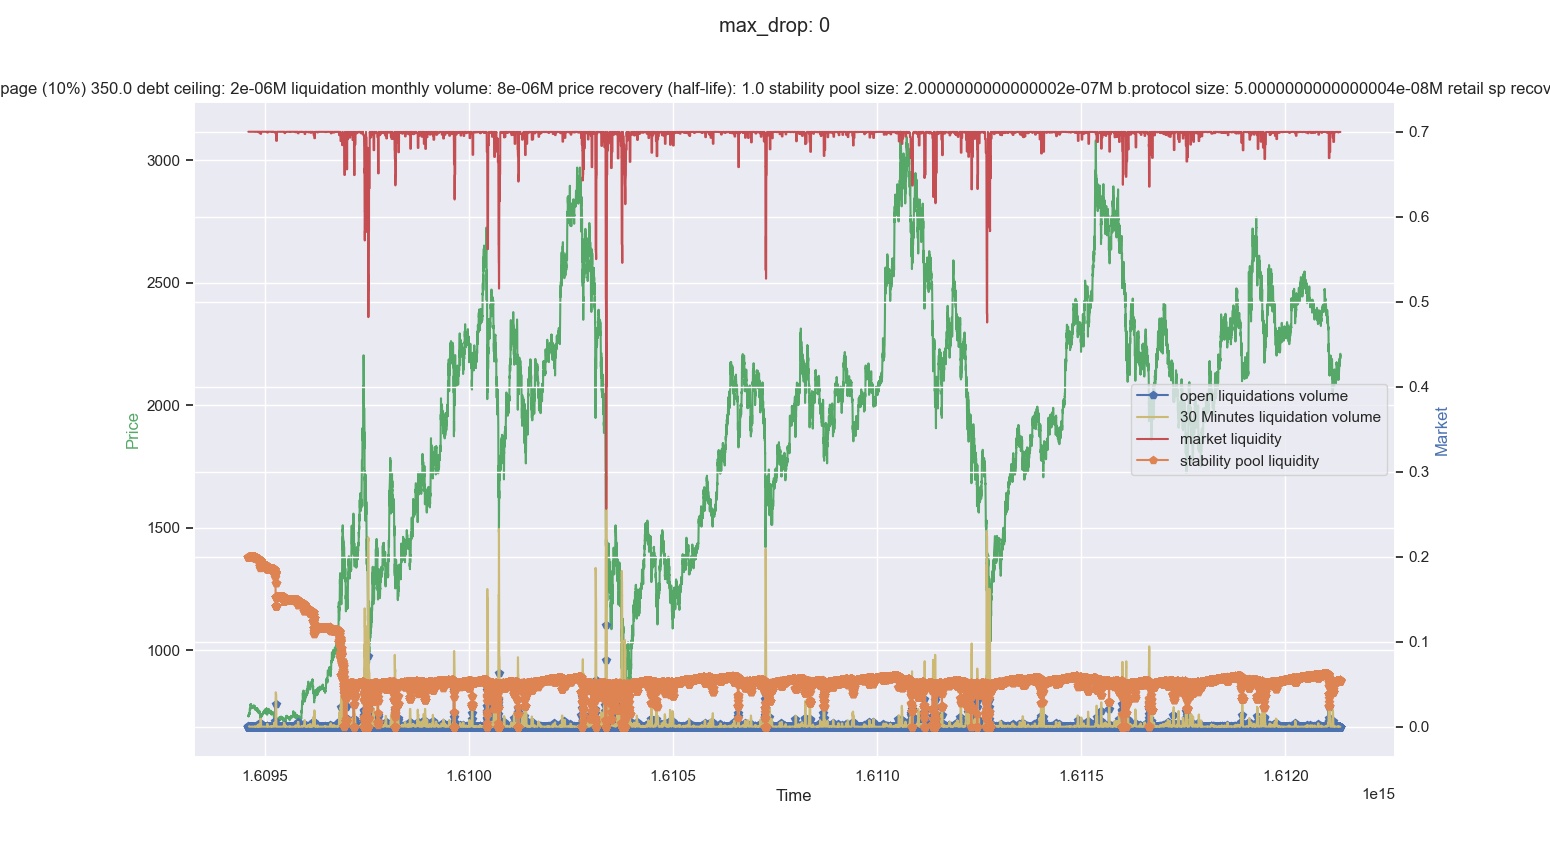 max_drop: 0
page (10%) 350.0 debt ceiling: 2e-06M liquidation monthly volume: 8e-06M price recovery (half-life): 1.0 stability pool size: 2.0000000000000002e-07M b.protocol size: 5.0000000000000004e-08M retail sp recov
3000
2500
2000
1500
1000
Price
0.7
0.6
0.5
0.4
0.3
0.2
0.1
0.0
Market
open liquidations volume
30 Minutes liquidation volume
market liquidity
stability pool liquidity
1.6095 1.6100 1.6105 1.6110 1.6115 1.6120
Time
1e15